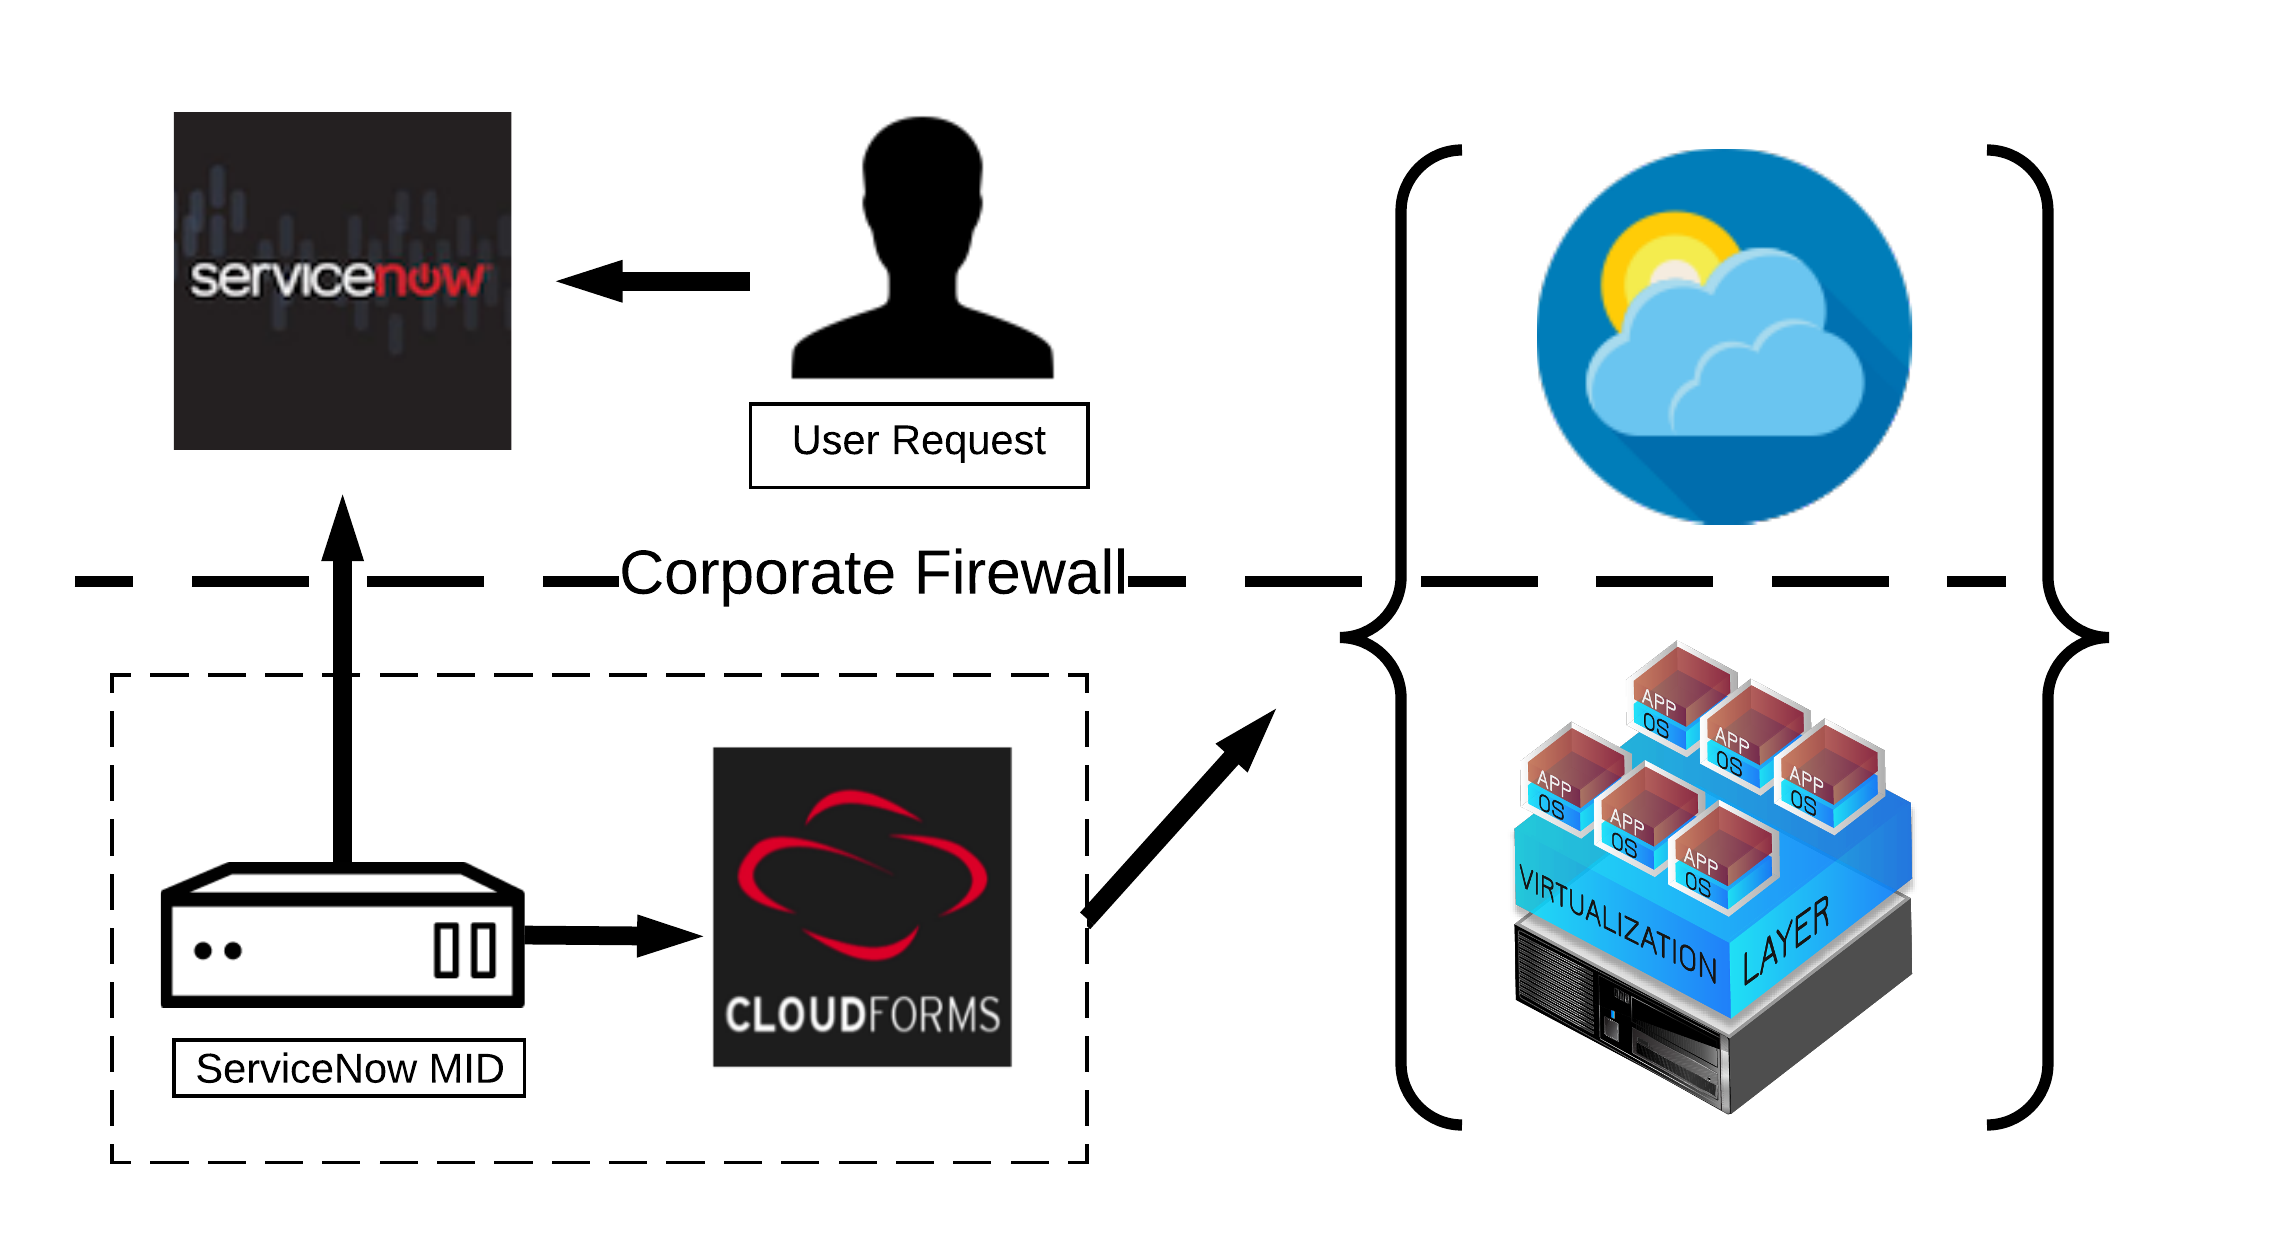 servicenow
User Request
Corporate Firewall
APP
OS
APP
OS
APP
OS
APP
OS
APP
OS
APP
OS
VIRTUALIZATION LAYER
CLOUDFORMS
ServiceNow MID